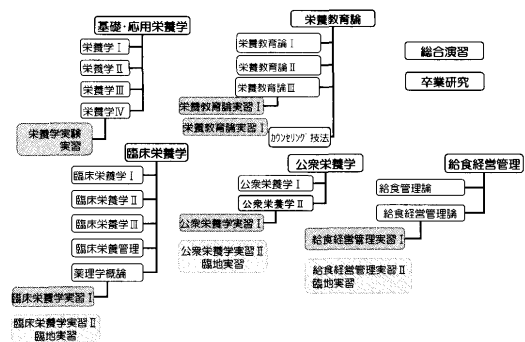 基礎・応用栄養学
栄養学Ⅰ
栄養学Ⅱ
栄養学Ⅲ
栄養学Ⅳ
栄養学実験
実習
栄養教育論
栄養教育論Ⅰ
栄養教育論Ⅱ
栄養教育論Ⅲ
栄養教育論実習Ⅰ
栄養教育論実習Ⅰ
カウンセリング技法
総合演習
卒業研究
臨床栄養学
臨床栄養学Ⅰ
臨床栄養学Ⅱ
臨床栄養学Ⅲ
臨床栄養管理
薬理学概論
臨床栄養学実習Ⅰ
臨床栄養学実習Ⅱ
臨地実習
公衆栄養学
公衆栄養学Ⅰ
公衆栄養学Ⅱ
公衆栄養学実習Ⅰ
公衆栄養学実習Ⅱ
臨地実習
給食経営管理
給食管理論
給食経営管理論
給食経営管理実習Ⅰ
給食経営管理実習Ⅱ
臨地実習